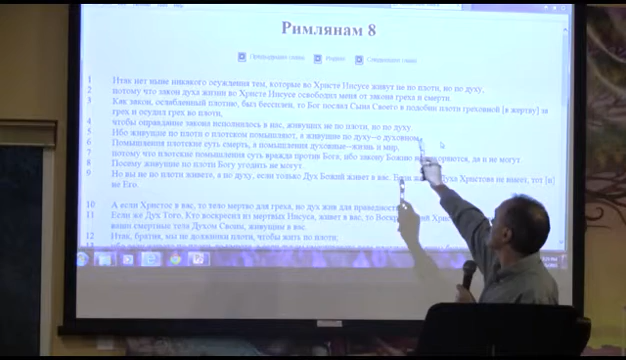 Римлянам 8
Предыдущая глава Индекс Следующая глава
1 Итак нет ныне никакого осуждения тем, которые во Христе Иисусе живут не по плоти, но по духу,
2 потому что закон духа жизни во Христе Иисусе освободил меня от закона греха и смерти.
3 Как закон, ослабленный плотию, был бессилен, то Бог послал Сына Своего в подобии плоти греховной [в жертву] за
грех и осудил грех во плоти,
4 чтобы оправдание закона исполнилось в нас, живущих не по плоти, но по духу.
5 Ибо живущие по плоти о плотском помышляют, а живущие по духу--о духовном.
6 Помышления плотские суть смерть, а помышления духовные--жизнь и мир,
7 потому что плотские помышления суть вражда против Бога; ибо закону Божию не покоряются, да и не могут.
8 Посему живущие по плоти Богу угодить не могут.
9 Но вы не по плоти живете, а по духу, если только Дух Божий живет в вас. Если же Духа Христова не имеет, тот [и]
не Его.
10 А если Христос в вас, то тело мертво для греха, но дух жив для праведности.
11 Если же Дух Того, Кто воскресил из мертвых Иисуса, живет в вас, то
ваши смертные тела Духом Своим, живущим в вас.
12 Итак, братия, мы не должники плоти, чтобы жить по плоти;
13